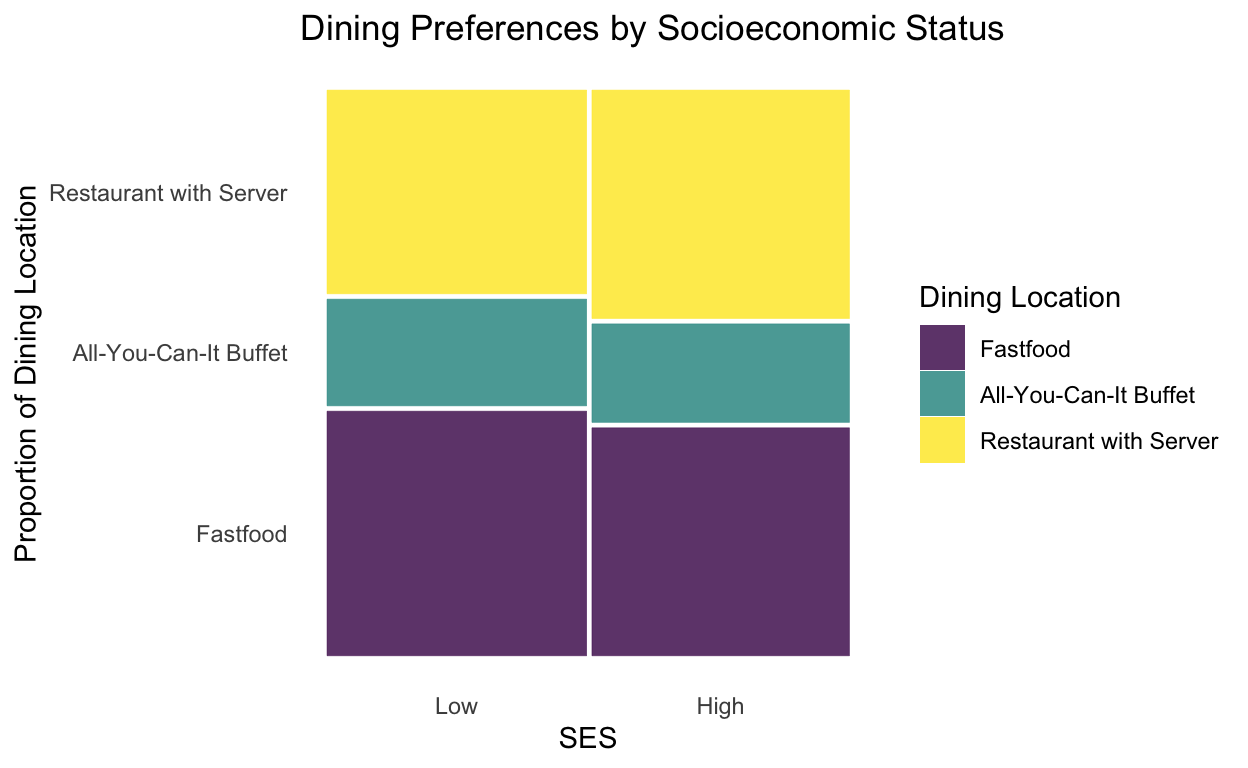 Dining Preferences by Socioeconomic Status
Proportion of Dining Location
Restaurant with Server
All-You-Can-It Buffet
Fastfood
Low
High
SES
Dining Location
Fastfood
All-You-Can-It Buffet
Restaurant with Server